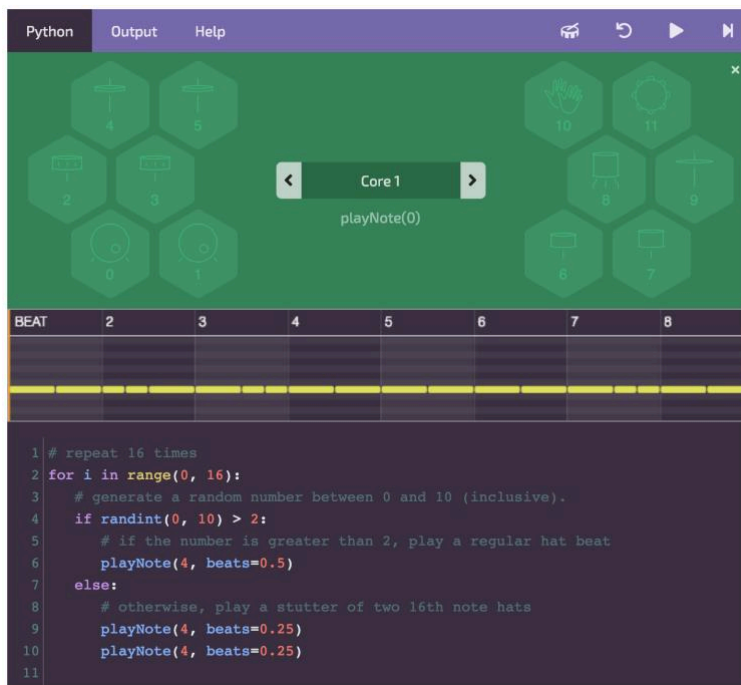 Python Output Help
×
4 5 10 11
< Core 1 >
2 3 8 9
playNote(0)
0 1 6 7
BEAT 2 3 4 5 6 7 8
1 # repeat 16 times
2 for i in range(0, 16):
3 # generate a random number between 0 and 10 (inclusive).
4 if randint(0, 10) > 2:
5 # if the number is greater than 2, play a regular hat beat
6 playNote(4, beats=0.5)
7 else:
8 # otherwise, play a stutter of two 16th note hats
9 playNote(4, beats=0.25)
10 playNote(4, beats=0.25)
11